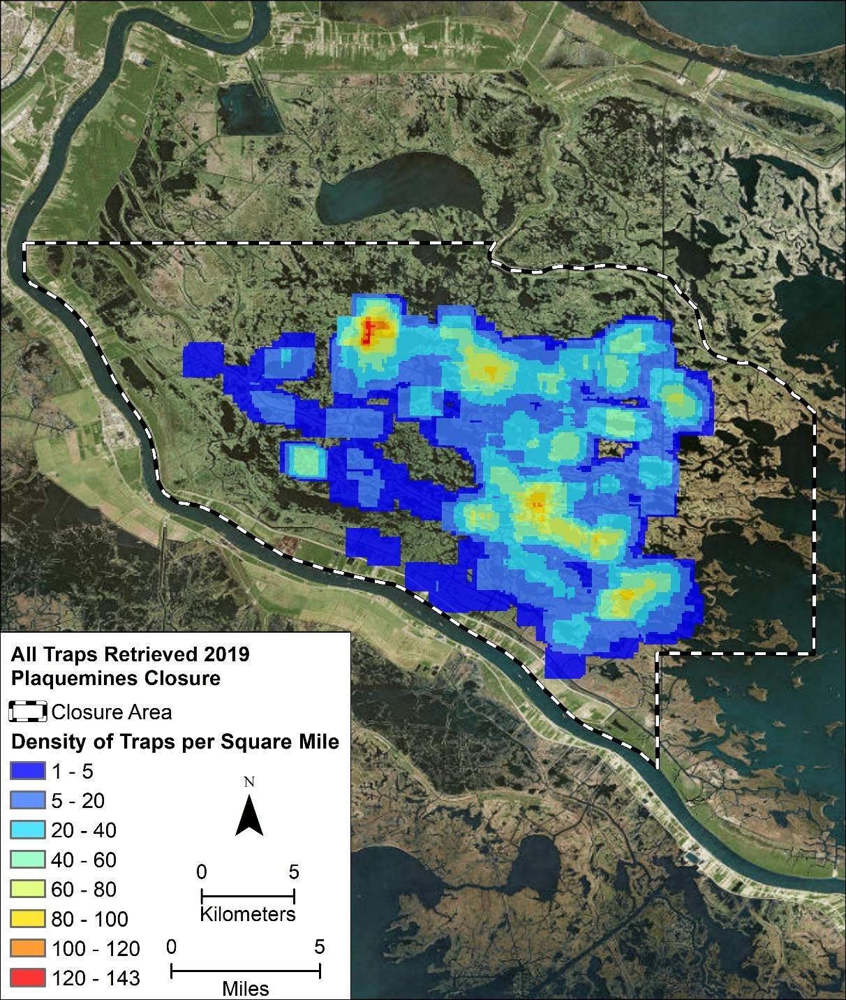 All Traps Retrieved 2019
Plaquemines Closure
Closure Area
Density of Traps per Square Mile
1 - 5
5 - 20
20 - 40
40 - 60
60 - 80
80 - 100
100 - 120
120 - 143
N
0 5
Kilometers
0 5
Miles